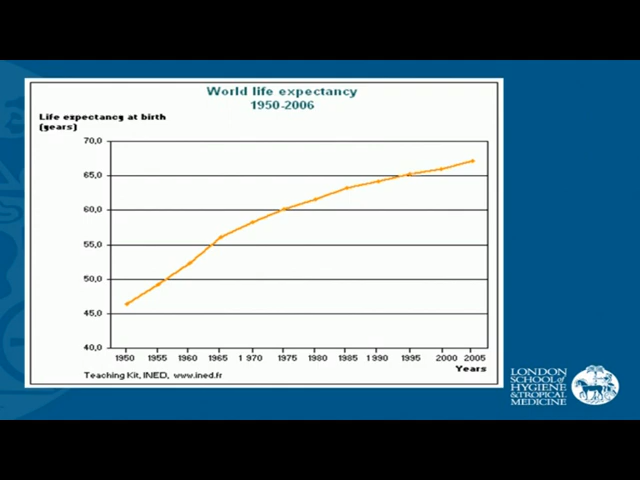 World life expectancy
1950-2006
Life expectancy at birth
(years)
70,0
65,0
60,0
55,0
50,0
45,0
40,0
1950 1955 1960 1965 1 970 1975 1980 1985 1 990 1995 2000 2005
Years
Teaching Kit, INED, www.ined.fr
LONDON
SCHOOL of
HYGIENE
& TROPICAL
MEDICINE